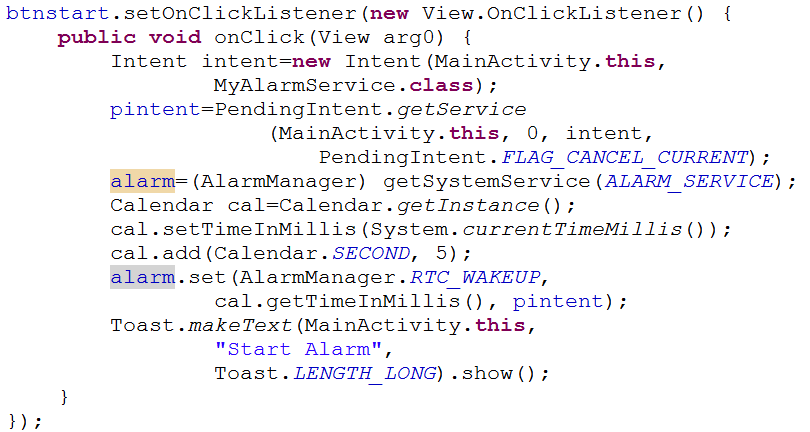 btnstart.setOnClickListener(new View.OnClickListener() {
    public void onClick(View arg0) {
        Intent intent=new Intent(MainActivity.this,
                MyAlarmService.class);
        pintent=PendingIntent.getService
                    (MainActivity.this, 0, intent,
                        PendingIntent.FLAG_CANCEL_CURRENT);
        alarm=(AlarmManager) getSystemService(ALARM_SERVICE);
        Calendar cal=Calendar.getInstance();
        cal.setTimeInMillis(System.currentTimeMillis());
        cal.add(Calendar.SECOND, 5);
        alarm.set(AlarmManager.RTC_WAKEUP,
                cal.getTimeInMillis(), pintent);
        Toast.makeText(MainActivity.this,
                "Start Alarm",
                Toast.LENGTH_LONG).show();
    }
});